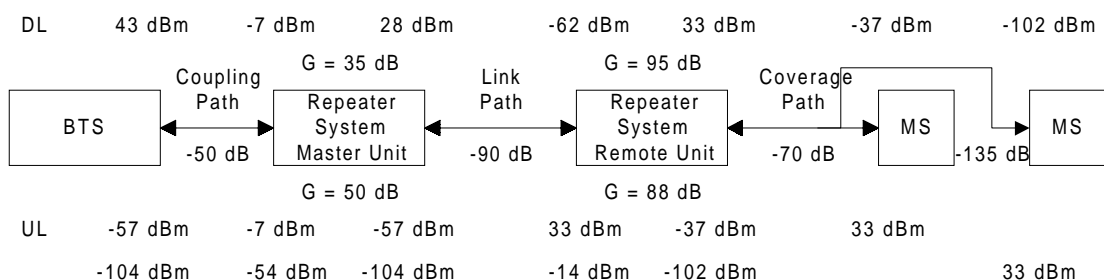 DL 43 dBm -7 dBm 28 dBm -62 dBm 33 dBm -37 dBm -102 dBm
G = 35 dB G = 95 dB
Coupling Path
Link Path
Coverage Path
BTS
Repeater System Master Unit
Repeater System Remote Unit
MS
MS
-50 dB -90 dB -70 dB -135 dB
G = 50 dB G = 88 dB
UL -57 dBm -7 dBm -57 dBm 33 dBm -37 dBm 33 dBm
-104 dBm -54 dBm -104 dBm -14 dBm -102 dBm 33 dBm